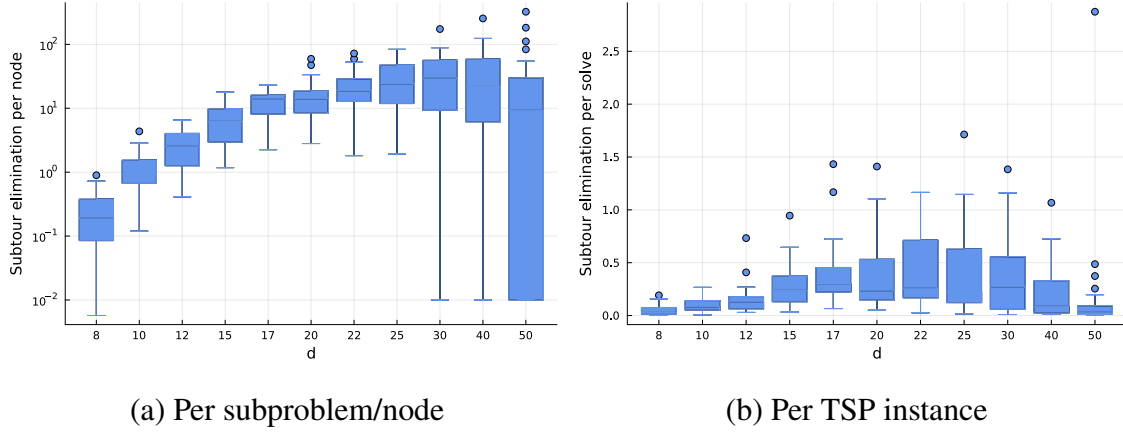 Subtour elimination per node
10²
10¹
10⁰
10⁻¹
10⁻²
8 10 12 15 17 20 22 25 30 40 50
d
(a) Per subproblem/node
Subtour elimination per solve
2.5
2.0
1.5
1.0
0.5
0.0
8 10 12 15 17 20 22 25 30 40 50
d
(b) Per TSP instance